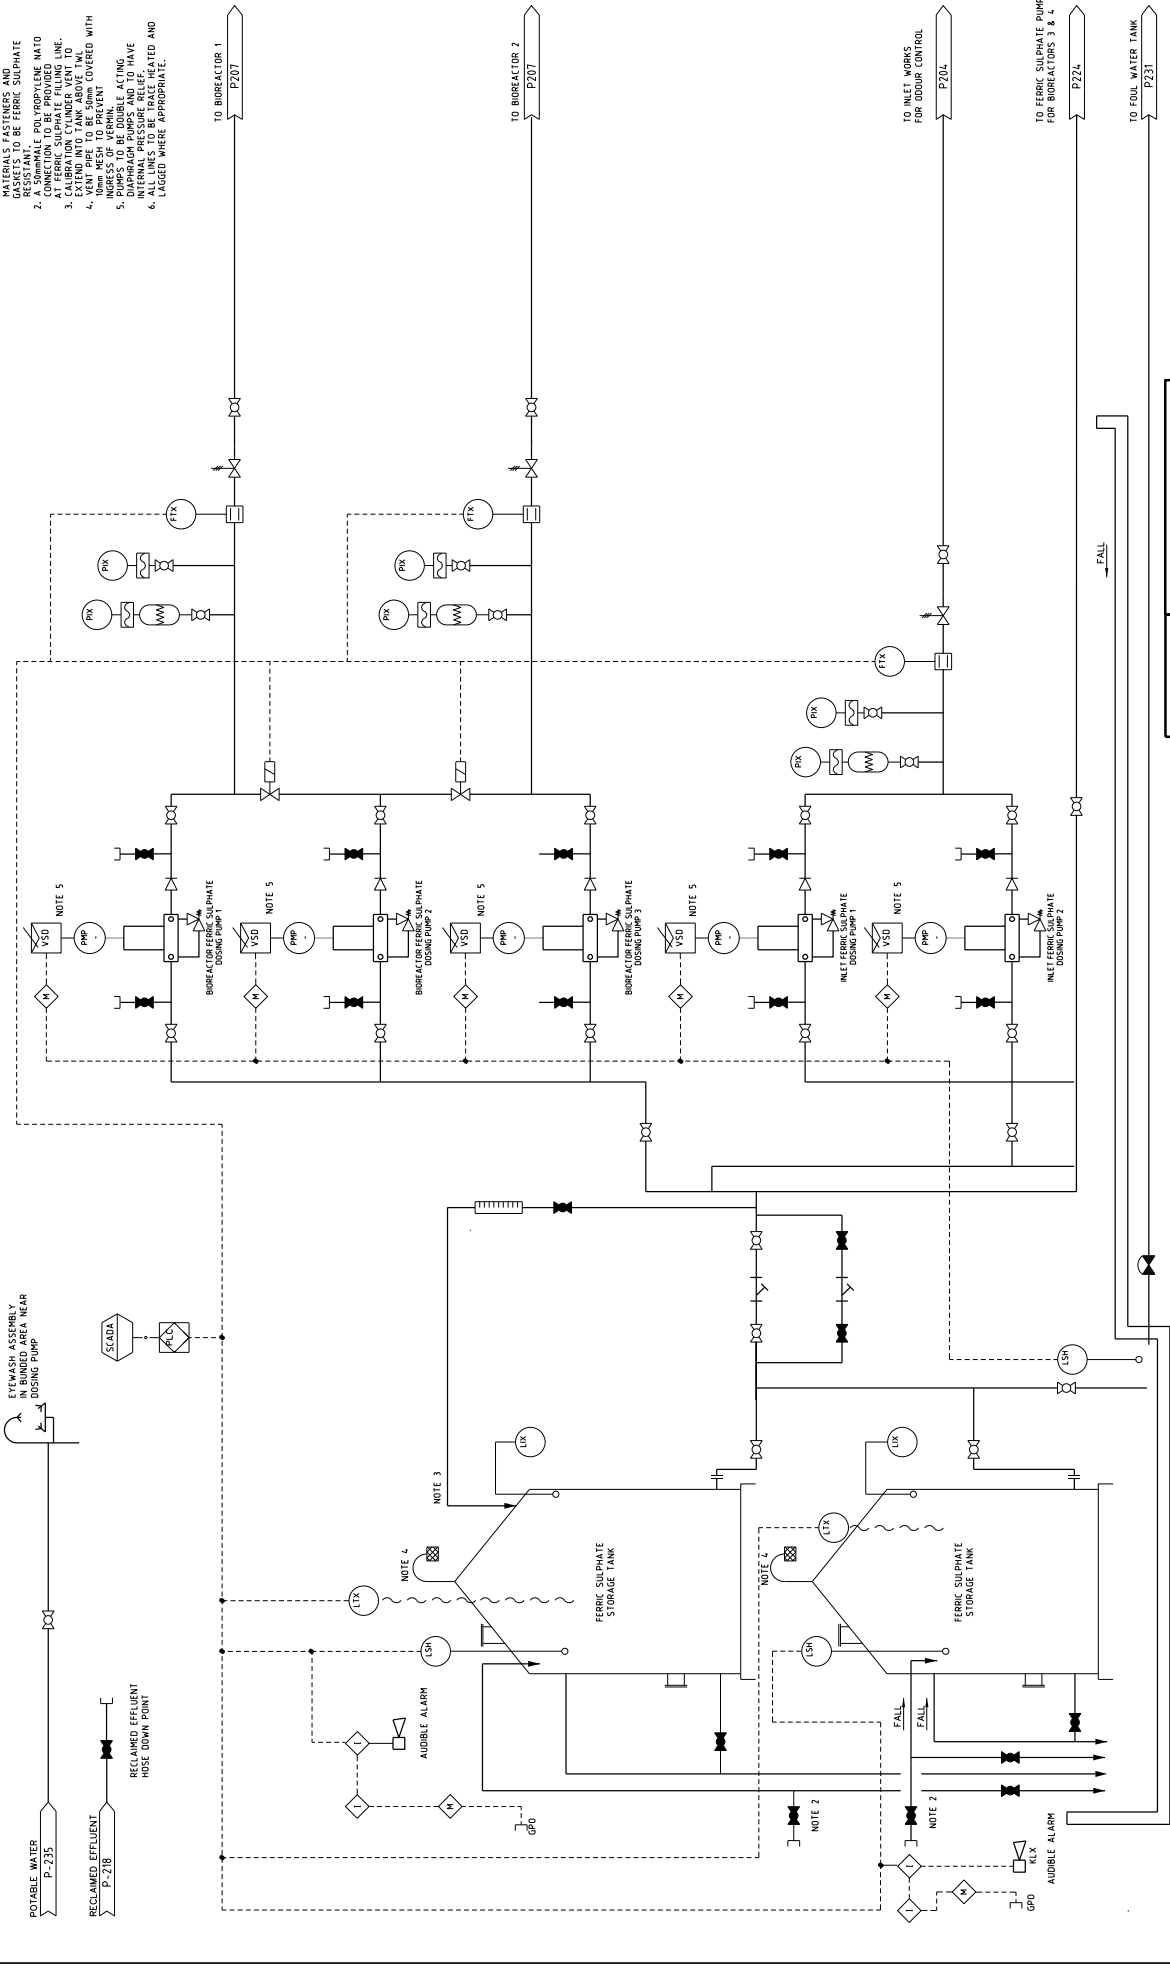 MATERIALS FASTENERS AND
GASKETS TO BE FERRIC SULPHATE
RESISTANT.
2. A 50mmMALE POLYROPYLENE NATO
CONNECTION TO BE PROVIDED
AT FERRIC SULPHATE FILLING LINE.
3. CALIBRATION CYLINDER VENT TO
EXTEND INTO TANK ABOVE TWL
4. VENT PIPE TO BE 50mm COVERED WITH
10mm MESH TO PREVENT
INGRESS OF VERMIN.
5. PUMPS TO BE DOUBLE ACTING
DIAPHRAGM PUMPS AND TO HAVE
INTERNAL PRESSURE RELIEF.
6. ALL LINES TO BE TRACE HEATED AND
LAGGED WHERE APPROPRIATE.
TO BIOREACTOR 1
P207
TO BIOREACTOR 2
P207
TO INLET WORKS
FOR ODOUR CONTROL
P204
TO FERRIC SULPHATE PUMP
FOR BIOREACTORS 3 & 4
P224
TO FOUL WATER TANK
P231
FTX
PIX
PIX
FTX
PIX
PIX
FTX
PIX
PIX
FALL
NOTE 5
VSD
PMP
-
M
BIOREACTOR FERRIC SULPHATE
DOSING PUMP 1
NOTE 5
VSD
PMP
-
M
BIOREACTOR FERRIC SULPHATE
DOSING PUMP 2
NOTE 5
VSD
PMP
-
M
BIOREACTOR FERRIC SULPHATE
DOSING PUMP 3
NOTE 5
VSD
PMP
-
M
INLET FERRIC SULPHATE
DOSING PUMP 1
NOTE 5
VSD
PMP
-
M
INLET FERRIC SULPHATE
DOSING PUMP 2
EYEWASH ASSEMBLY
IN BUNDED AREA NEAR
DOSING PUMP
SCADA
PLC
LSH
NOTE 3
LIX
LIX
NOTE 4
LTX
LSH
FERRIC SULPHATE
STORAGE TANK
NOTE 4
LTX
LSH
FERRIC SULPHATE
STORAGE TANK
RECLAIMED EFFLUENT
HOSE DOWN POINT
POTABLE WATER
P-235
RECLAIMED EFFLUENT
P-218
I
AUDIBLE ALARM
I
M
GPO
FALL
FALL
NOTE 2
NOTE 2
I
KLX
AUDIBLE ALARM
I
M
GPO